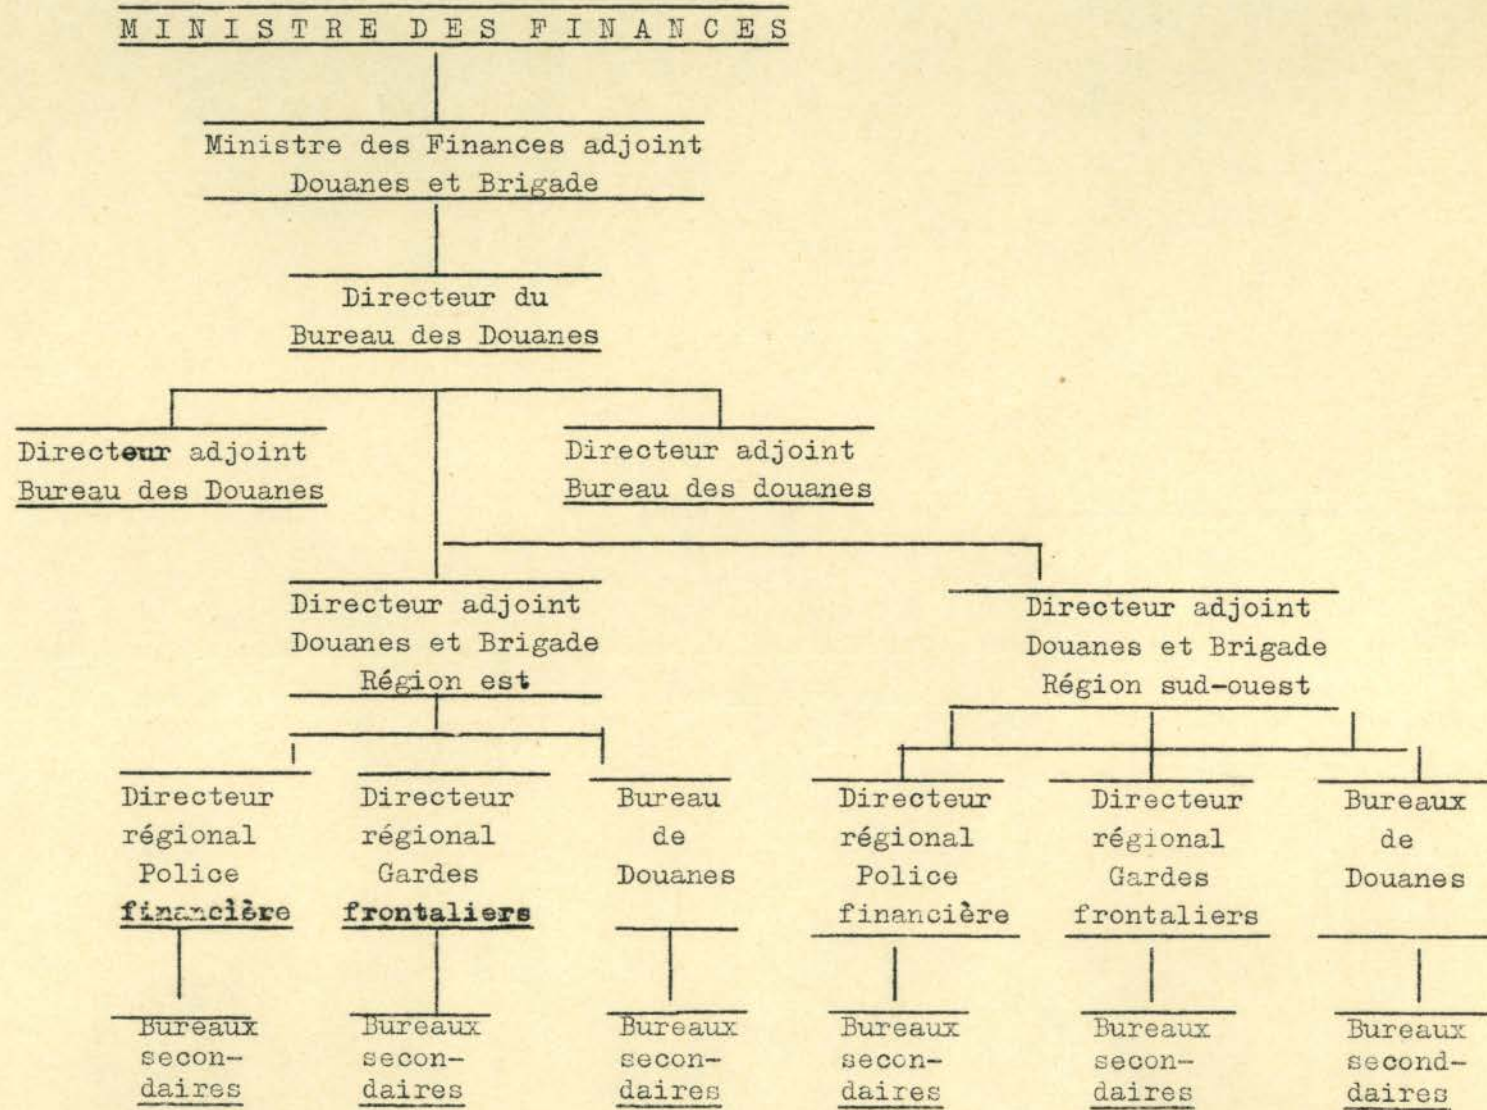 MINISTRE DES FINANCES
Ministre des Finances adjoint
Douanes et Brigade
Directeur du
Bureau des Douanes
Directeur adjoint
Bureau des Douanes
Directeur adjoint
Bureau des douanes
Directeur adjoint
Douanes et Brigade
Région est
Directeur adjoint
Douanes et Brigade
Région sud-ouest
Directeur
régional
Police
financière
Directeur
régional
Gardes
frontaliers
Bureau
de
Douanes
Directeur
régional
Police
financière
Directeur
régional
Gardes
frontaliers
Bureaux
de
Douanes
Bureaux
secon-
daires
Bureaux
secon-
daires
Bureaux
secon-
daires
Bureaux
secon-
daires
Bureaux
secon-
daires
Bureaux
second-
daires